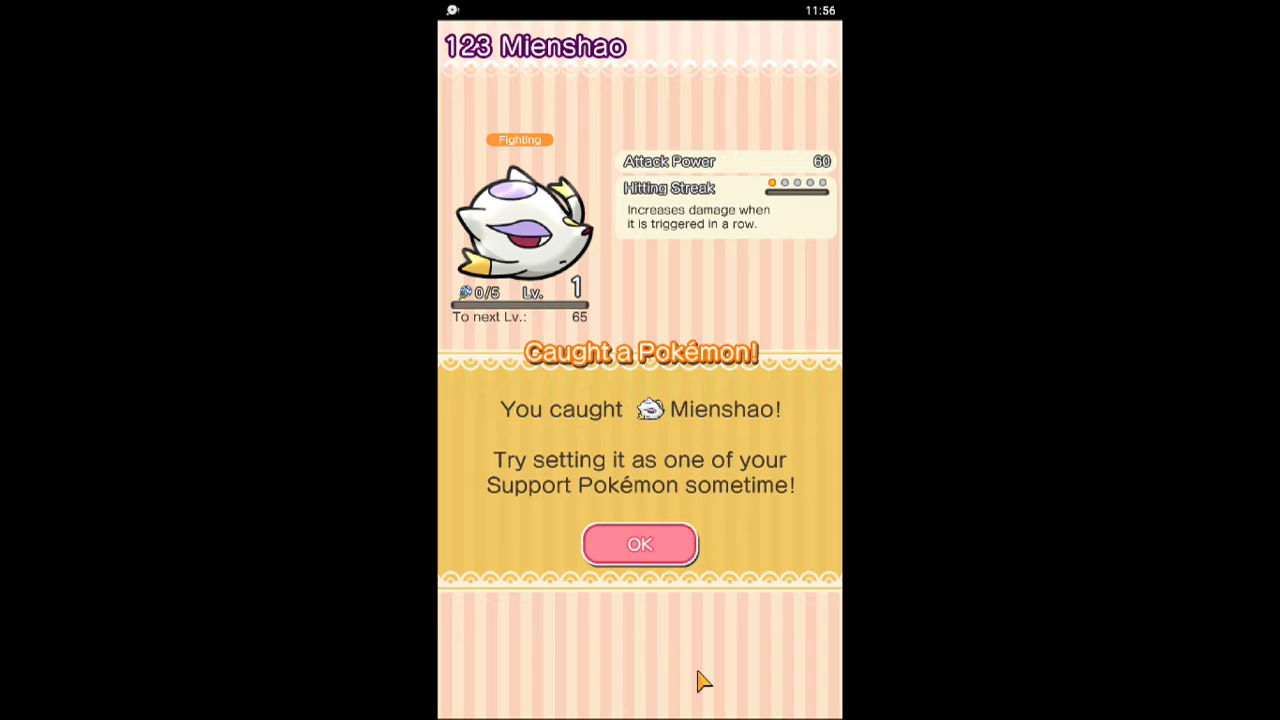 11:56
123 Mienshao
Fighting
Attack Power 60
Hitting Streak
Increases damage when
it is triggered in a row.
0/5 Lv. 1
To next Lv.: 65
Caught a Pokémon!
You caught Mienshao!
Try setting it as one of your
Support Pokémon sometime!
OK